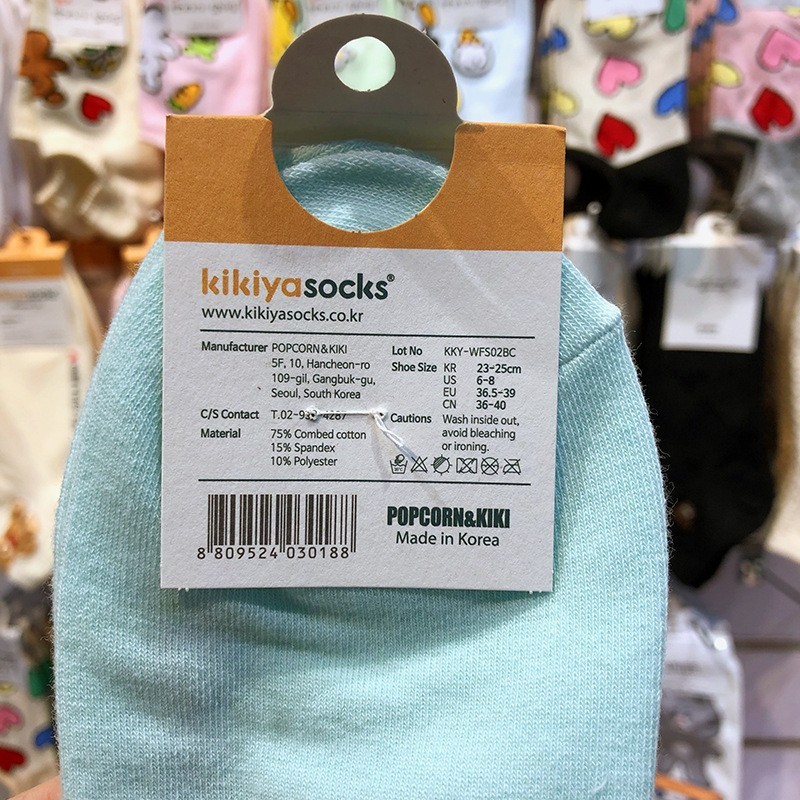 kikiyasocks®
www.kikiyasocks.co.kr
Manufacturer POPCORN&KIKI
5F, 10, Hancheon-ro
109-gil, Gangbuk-gu,
Seoul, South Korea
C/S Contact T.02-93 -4287
Material 75% Combed cotton
15% Spandex
10% Polyester
Lot No KKY-WFS02BC
Shoe Size KR 23-25cm
US 6-8
EU 36.5-39
CN 36-40
Cautions Wash inside out,
avoid bleaching
or ironing.
8 809524 030188
POPCORN&KIKI
Made in Korea